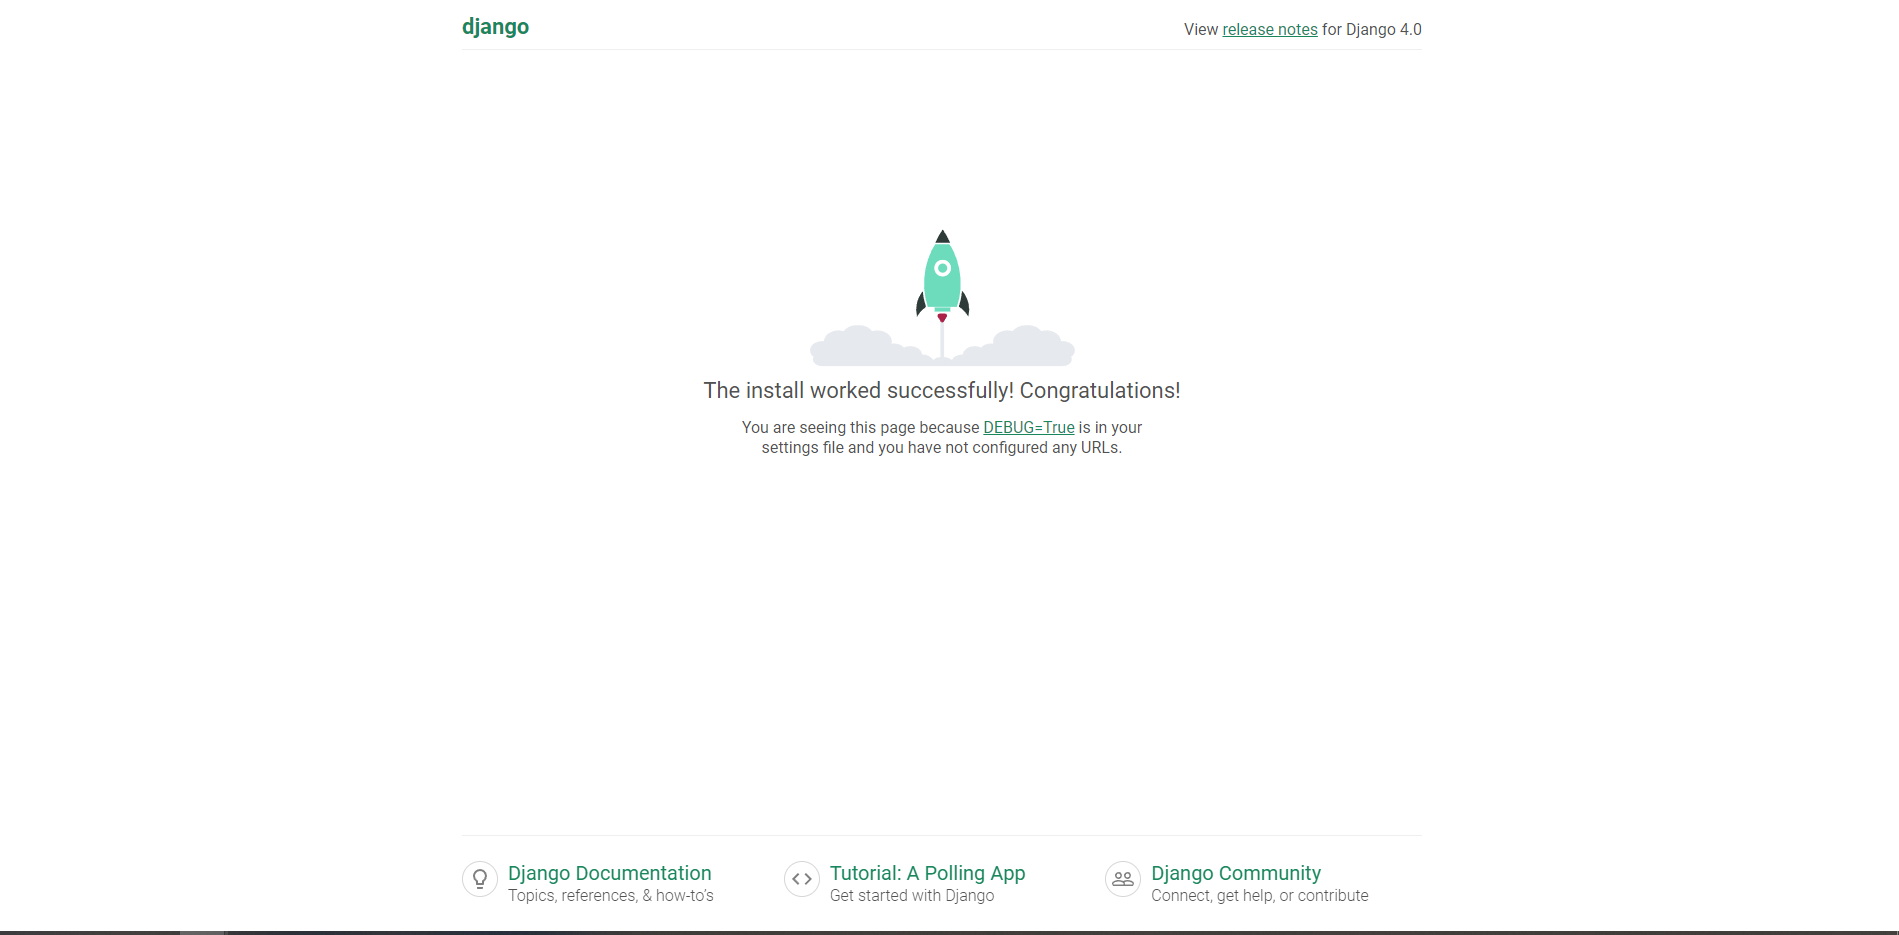 django
View release notes for Django 4.0
The install worked successfully! Congratulations!
You are seeing this page because DEBUG=True is in your
settings file and you have not configured any URLs.
Django Documentation
Topics, references, & how-to’s
Tutorial: A Polling App
Get started with Django
Django Community
Connect, get help, or contribute